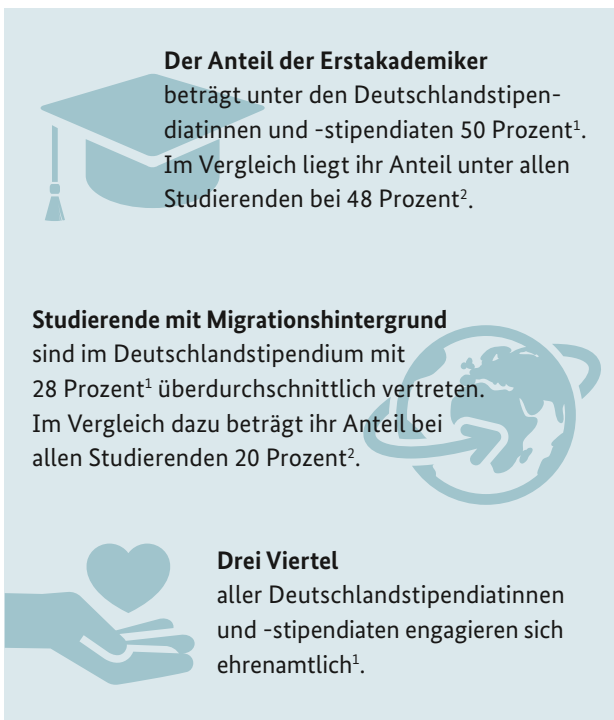 Der Anteil der Erstakademiker
beträgt unter den Deutschlandstipen-
diatinnen und -stipendiaten 50 Prozent¹.
Im Vergleich liegt ihr Anteil unter allen
Studierenden bei 48 Prozent².
Studierende mit Migrationshintergrund
sind im Deutschlandstipendium mit
28 Prozent¹ überdurchschnittlich vertreten.
Im Vergleich dazu beträgt ihr Anteil bei
allen Studierenden 20 Prozent².
Drei Viertel
aller Deutschlandstipendiatinnen
und -stipendiaten engagieren sich
ehrenamtlich¹.